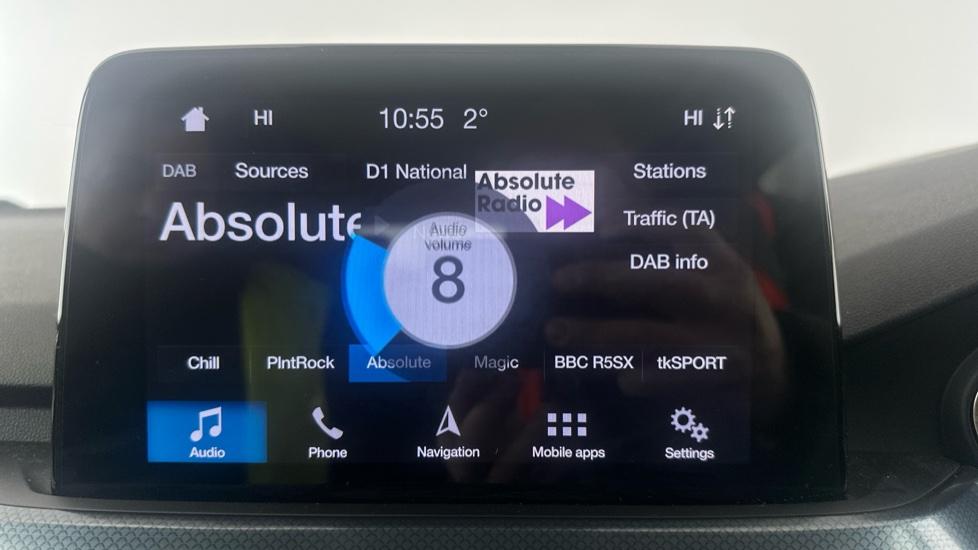 HI 10:55 2° HI
DAB Sources D1 National Stations
Absolute
Radio
Absolute
Traffic (TA)
Audio
volume
8
DAB info
Chill PlntRock Absolute Magic BBC R5SX tkSPORT
Audio Phone Navigation Mobile apps Settings